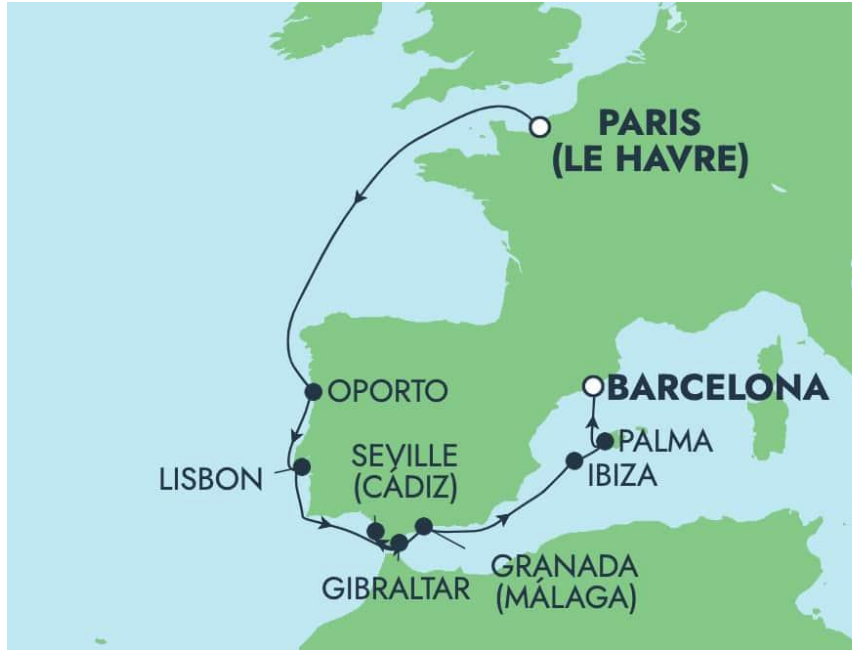 PARIS
(LE HAVRE)
OPORTO
BARCELONA
PALMA
IBIZA
LISBON
SEVILLE
(CÁDIZ)
GIBRALTAR
GRANADA
(MÁLAGA)